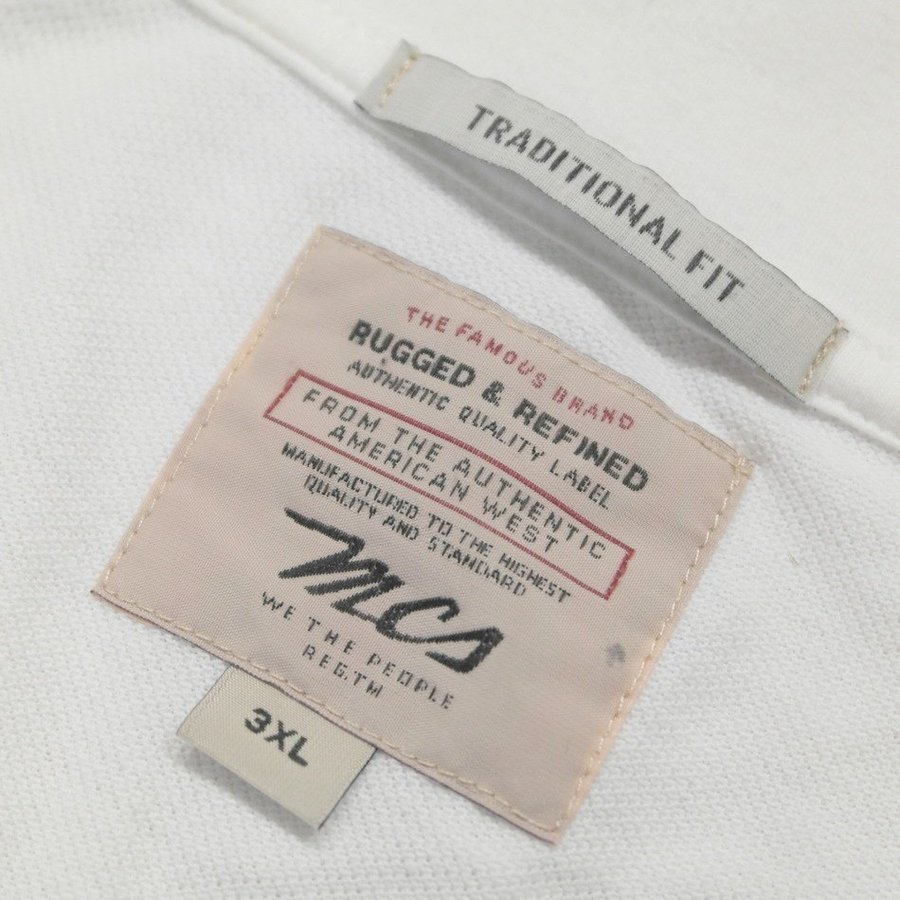 TRADITIONAL FIT
THE FAMOUS BRAND
RUGGED & REFINED
AUTHENTIC QUALITY LABEL
FROM THE AUTHENTIC
AMERICAN WEST
MANUFACTURED TO THE HIGHEST
QUALITY AND STANDARD
mcs
WE THE PEOPLE
REG.TM
3XL